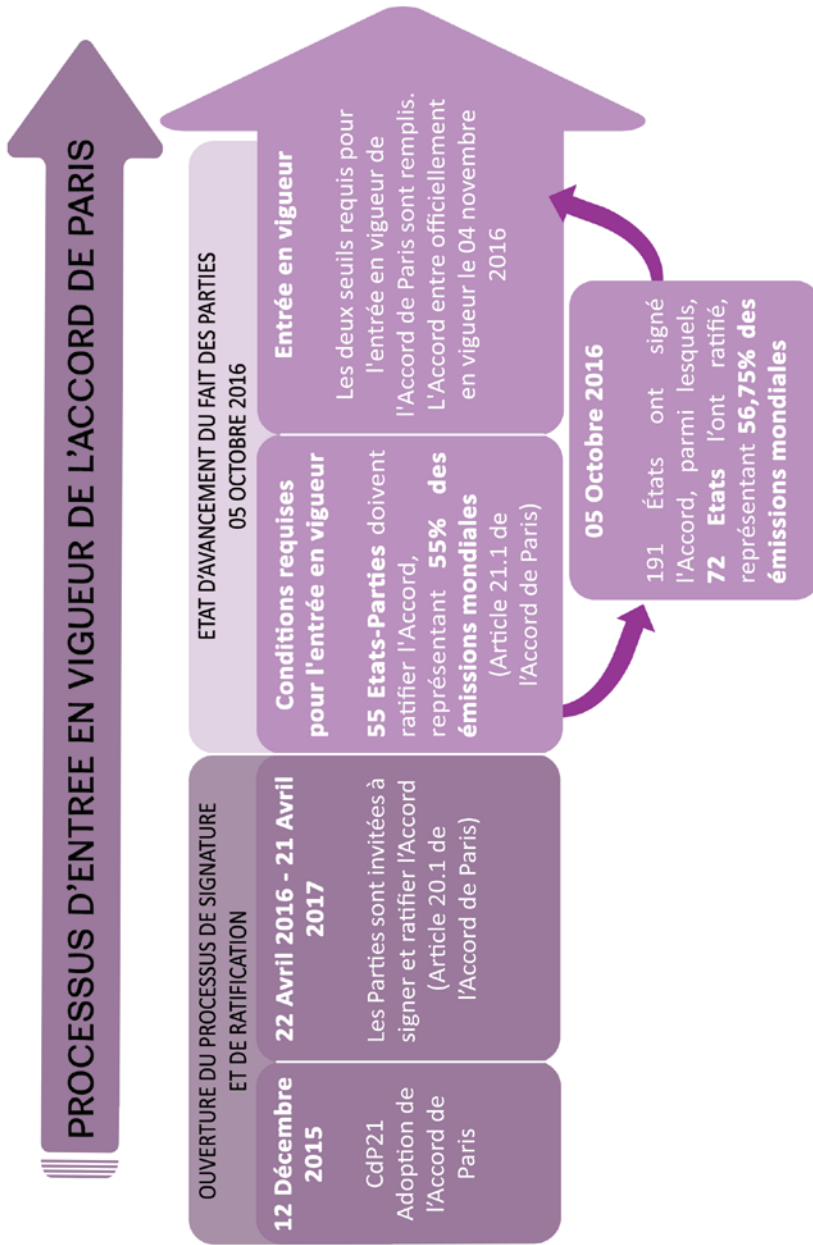 PROCESSUS D'ENTREE EN VIGUEUR DE L'ACCORD DE PARIS
OUVERTURE DU PROCESSUS DE SIGNATURE
ET DE RATIFICATION
12 Décembre
2015
CdP21
Adoption de
l'Accord de
Paris
22 Avril 2016 - 21 Avril
2017
Les Parties sont invitées à
signer et ratifier l'Accord
(Article 20.1 de
l'Accord de Paris)
ETAT D'AVANCEMENT DU FAIT DES PARTIES
05 OCTOBRE 2016
Conditions requises
pour l'entrée en vigueur
55 Etats-Parties doivent
ratifier l'Accord,
représentant 55% des
émissions mondiales
(Article 21.1 de
l'Accord de Paris)
Entrée en vigueur
Les deux seuils requis pour
l'entrée en vigueur de
l'Accord de Paris sont remplis.
L'Accord entre officiellement
en vigueur le 04 novembre
2016
05 Octobre 2016
191 États ont signé
l'Accord, parmi lesquels,
72 Etats l'ont ratifié,
représentant 56,75% des
émissions mondiales